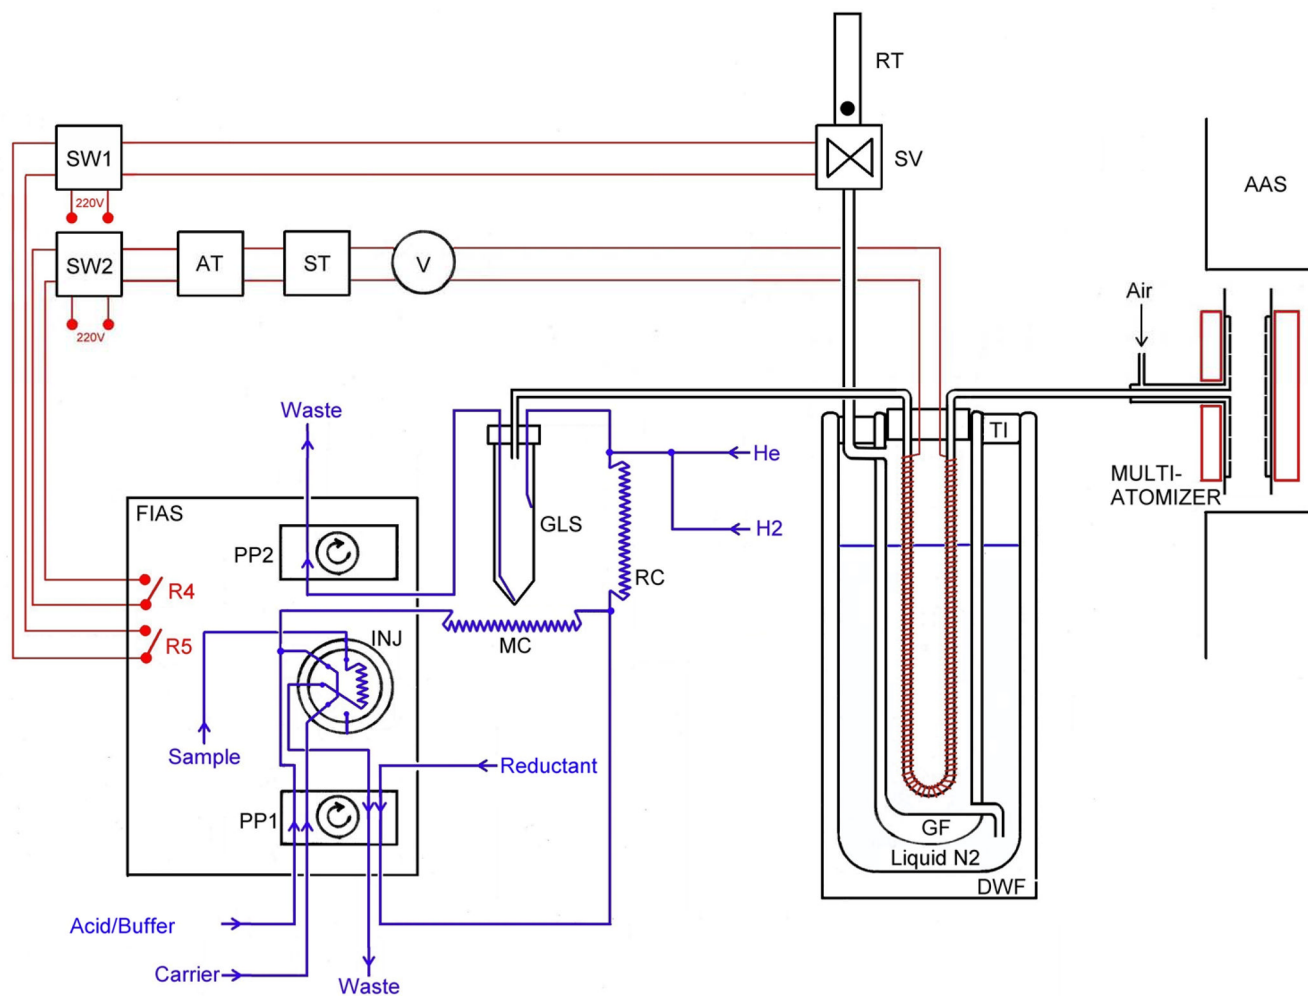 RT
SW1
SV
220V
AAS
SW2
AT
ST
V
220V
Air
Waste
TI
He
MULTI-
ATOMIZER
FIAS
GLS
PP2
H2
RC
R4
R5
INJ
MC
Sample
Reductant
PP1
GF
Liquid N2
DWF
Acid/Buffer
Carrier
Waste